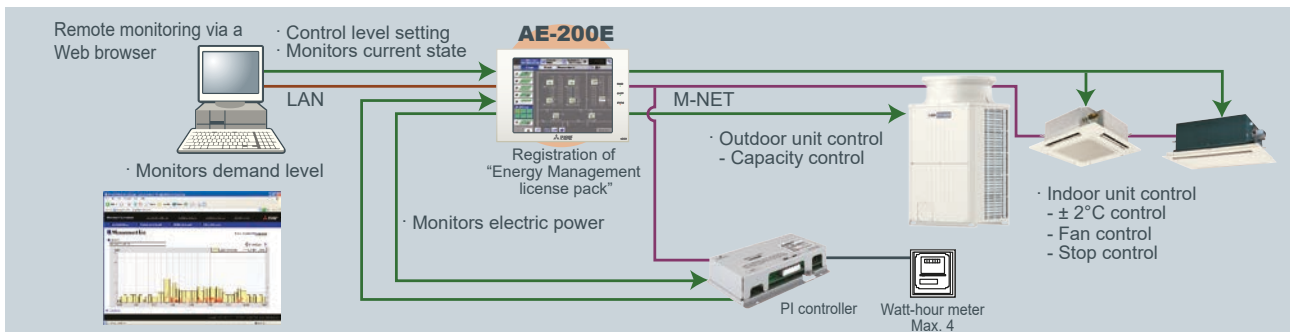 Remote monitoring via a
Web browser
· Control level setting
· Monitors current state
AE-200E
LAN
M-NET
· Monitors demand level
Registration of
“Energy Management
license pack”
· Outdoor unit control
- Capacity control
· Monitors electric power
· Indoor unit control
- ± 2°C control
- Fan control
- Stop control
PI controller
Watt-hour meter
Max. 4